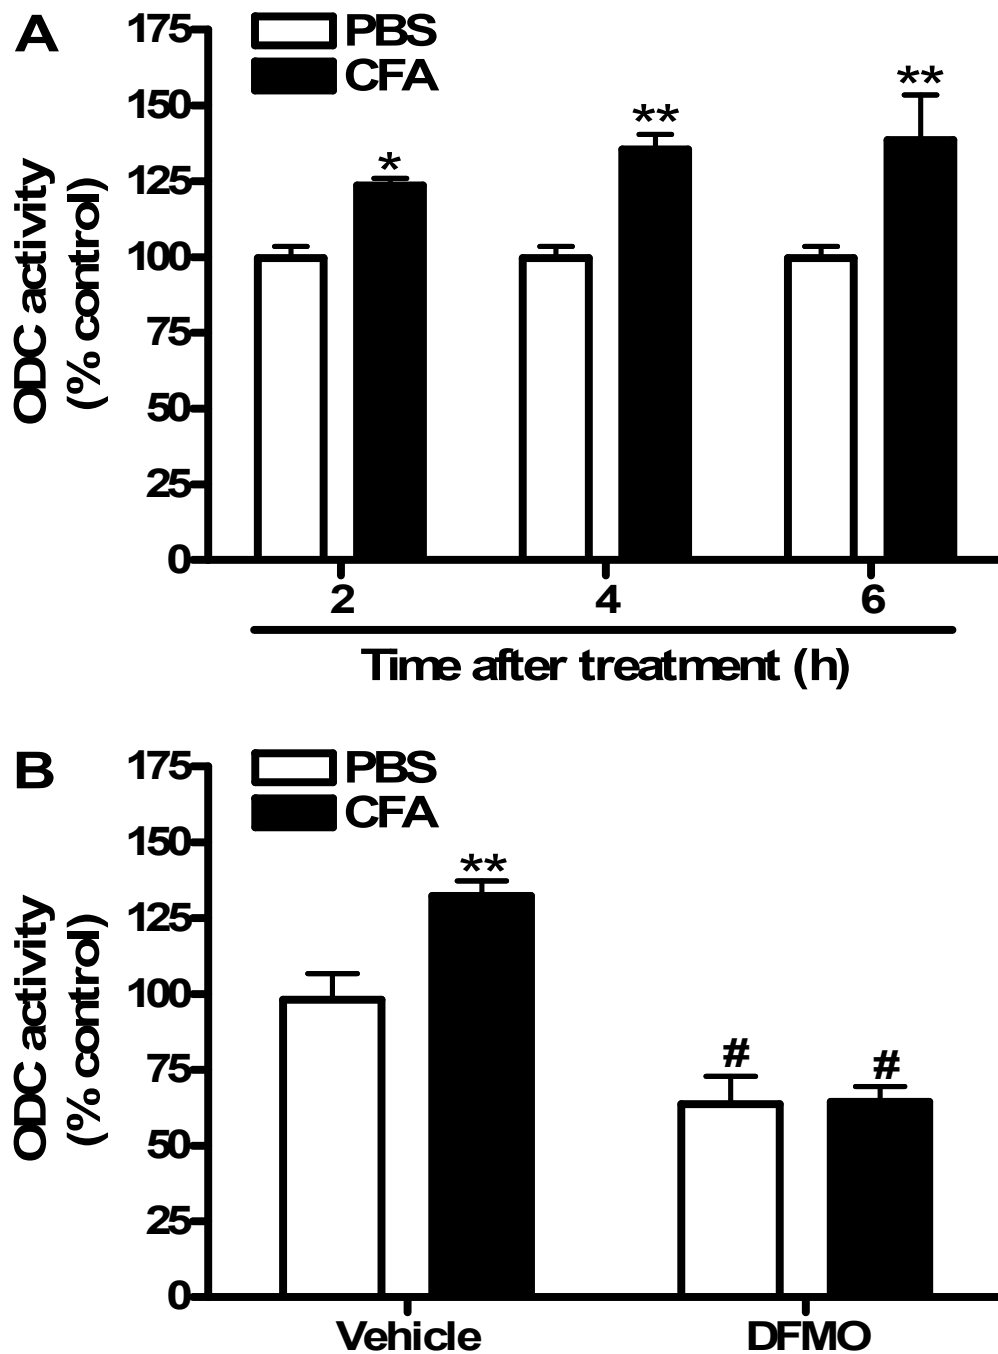 A
PBS
CFA
ODC activity
(% control)
175
150
125
100
75
50
25
0
*
**
**
2 4 6
Time after treatment (h)
B
PBS
CFA
ODC activity
(% control)
175
150
125
100
75
50
25
0
**
#
#
Vehicle DFMO